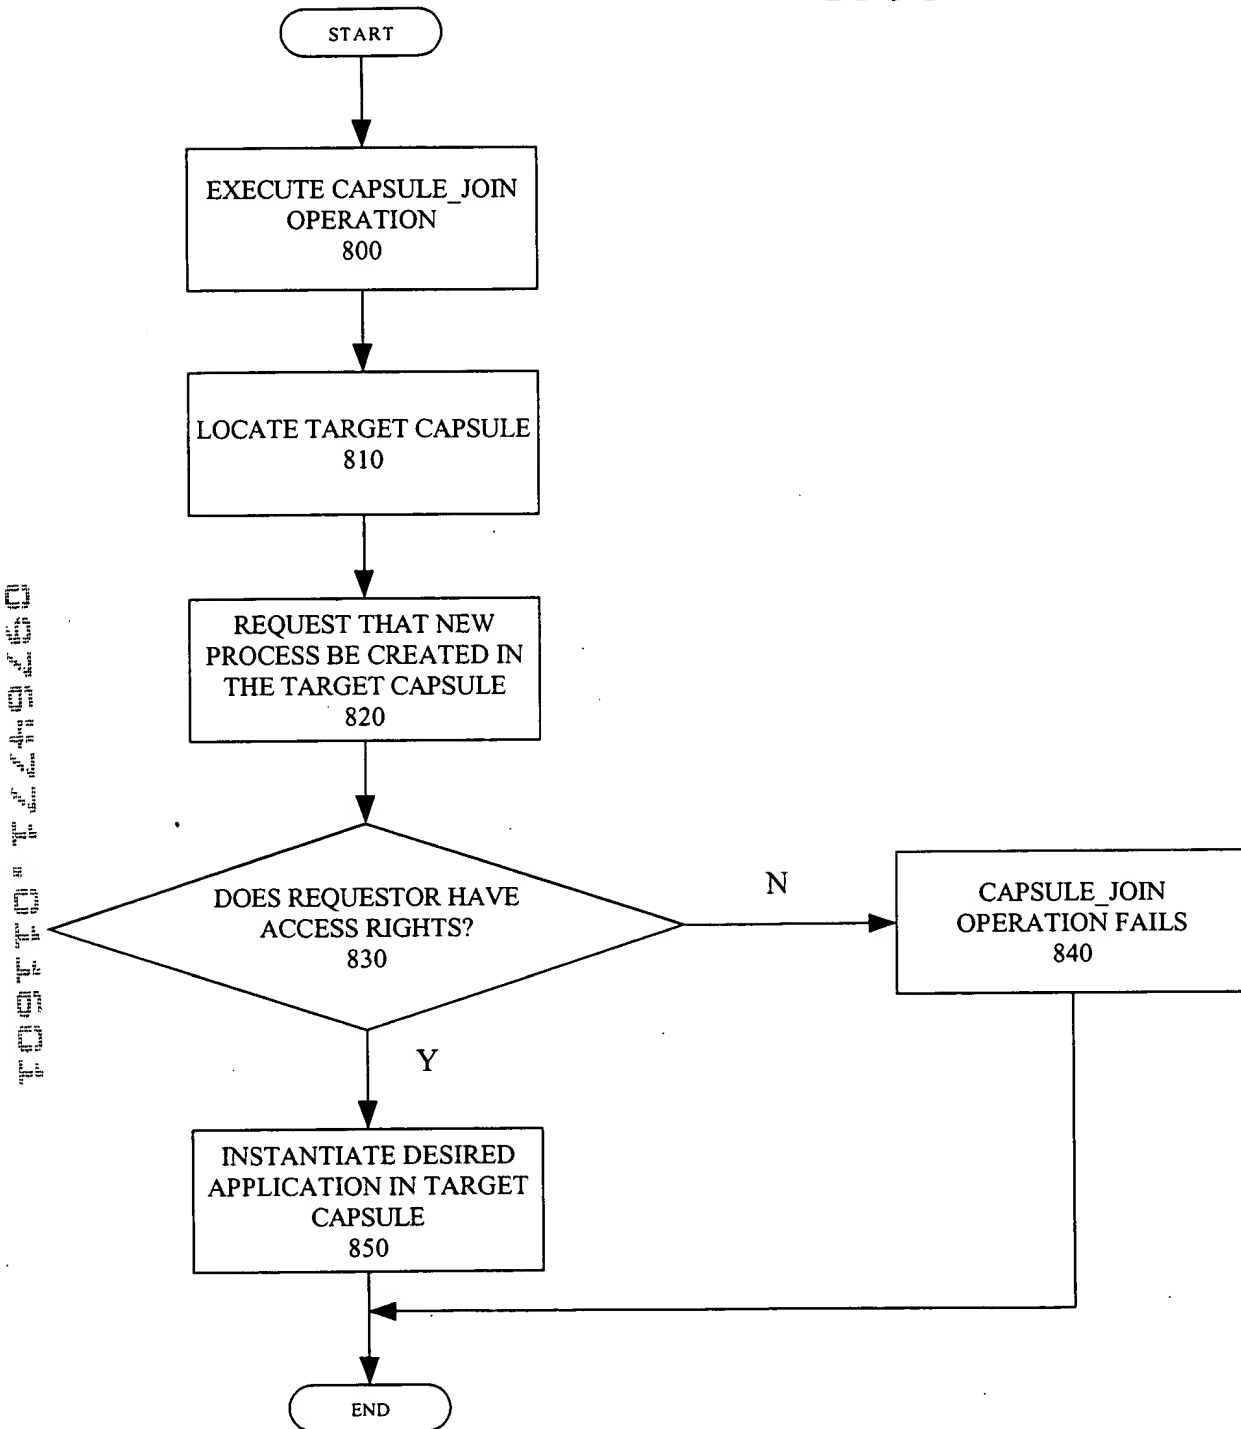 START
EXECUTE CAPSULE_JOIN
OPERATION
800
LOCATE TARGET CAPSULE
810
REQUEST THAT NEW
PROCESS BE CREATED IN
THE TARGET CAPSULE
820
DOES REQUESTOR HAVE
ACCESS RIGHTS?
830
N
CAPSULE_JOIN
OPERATION FAILS
840
Y
INSTANTIATE DESIRED
APPLICATION IN TARGET
CAPSULE
850
END
09764771.011601